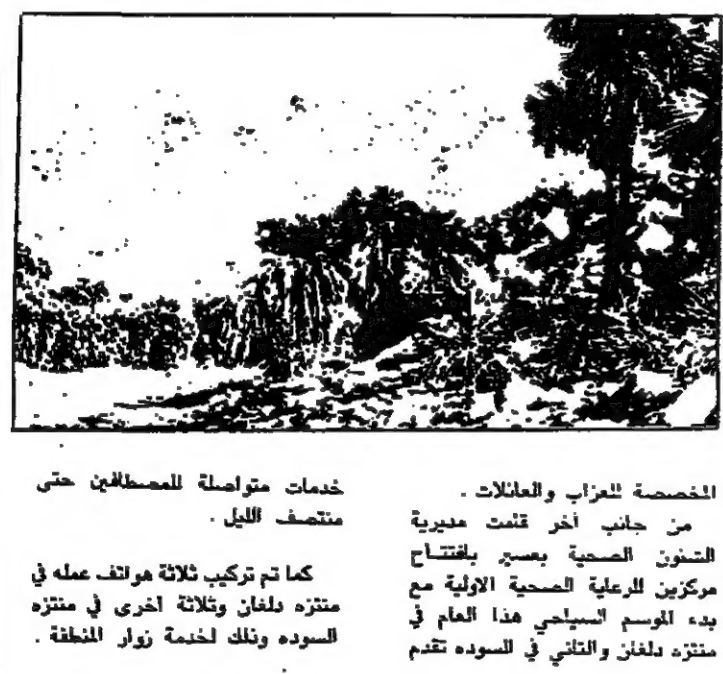 المخصصة للعزاب والعائلات .
من جانب آخر قامت مديرية
الشئون الصحية بعسير بافتتاح
مركزين للرعاية الصحية الاولية مع
بدء الموسم السياحي هذا العام في
منتزه دلغان والثاني في السوده تقدم
خدمات متواصلة للمصطافين حتى
منتصف الليل .
كما تم تركيب ثلاثة هواتف عمله في
منتزه دلغان وثلاثة اخرى في منتزه
السوده وذلك لخدمة زوار المنطقة .